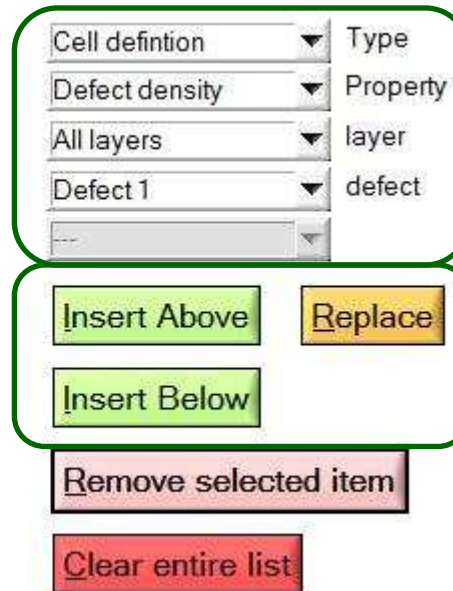 Cell defintion Type
Defect density Property
All layers layer
Defect 1 defect
---
Insert Above Replace
Insert Below
Remove selected item
Clear entire list